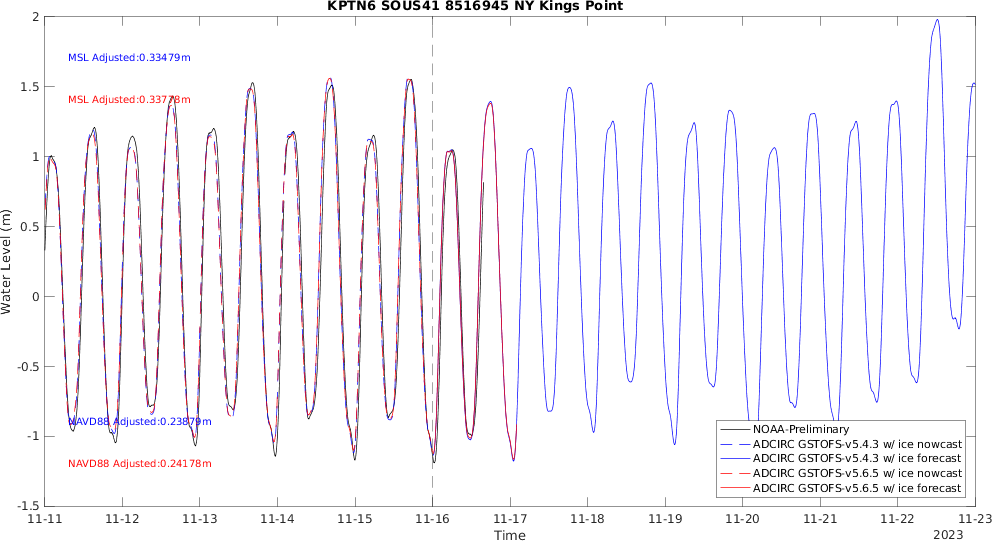 KPTN6 SOUS41 8516945 NY Kings Point
Water Level (m)
2
1.5
1
0.5
0
-0.5
-1
-1.5
MSL Adjusted:0.33479m
MSL Adjusted:0.33778m
NAVD88 Adjusted:0.23879m
NAVD88 Adjusted:0.24178m
NOAA-Preliminary
ADCIRC GSTOFS-v5.4.3 w/ ice nowcast
ADCIRC GSTOFS-v5.4.3 w/ ice forecast
ADCIRC GSTOFS-v5.6.5 w/ ice nowcast
ADCIRC GSTOFS-v5.6.5 w/ ice forecast
11-11 11-12 11-13 11-14 11-15 11-16 11-17 11-18 11-19 11-20 11-21 11-22 11-23
Time
2023